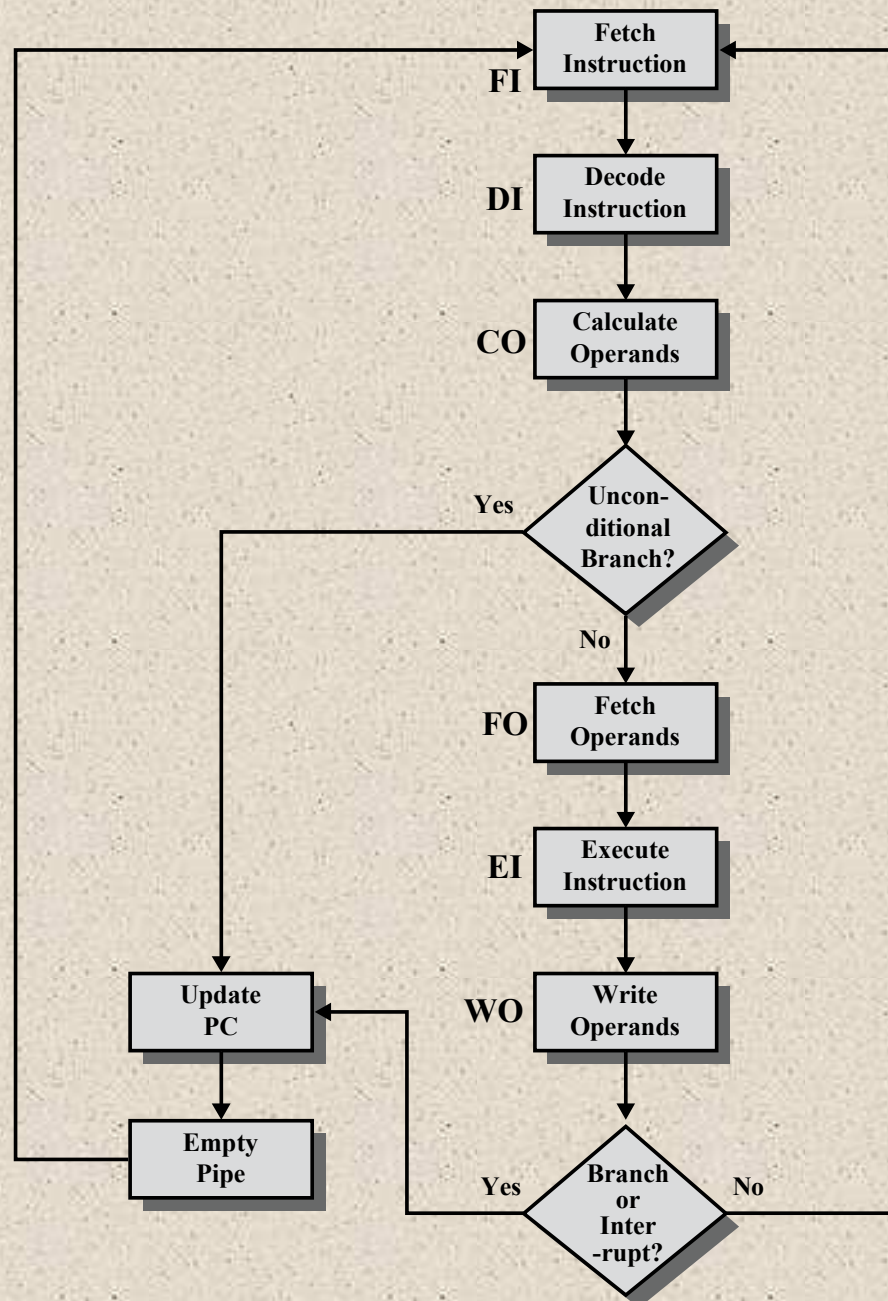 Fetch
Instruction
FI
Decode
Instruction
DI
Calculate
Operands
CO
Uncon-
ditional
Branch?
Yes
No
Fetch
Operands
FO
Execute
Instruction
EI
Write
Operands
WO
Update
PC
Empty
Pipe
Branch
or
Inter
-rupt?
Yes
No